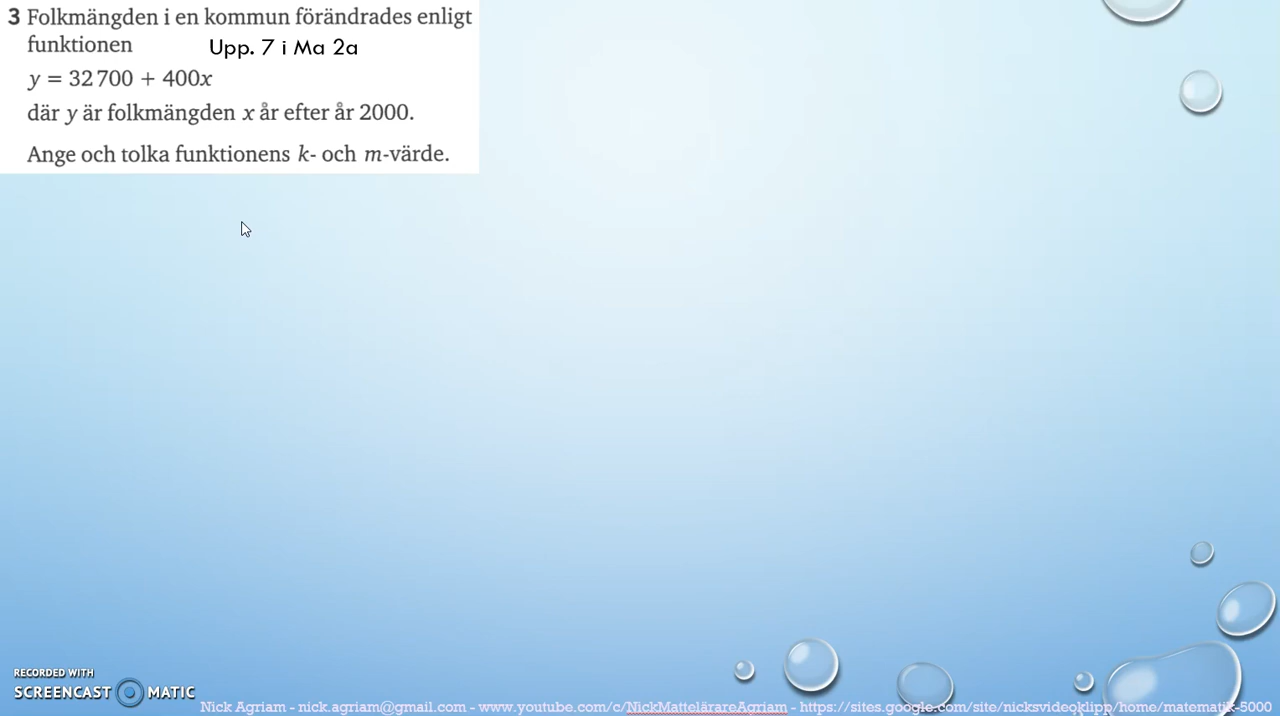 3 Folkmängden i en kommun förändrades enligt
funktionen
Upp. 7 i Ma 2a
y = 32 700 + 400x
där y är folkmängden x år efter år 2000.
Ange och tolka funktionens k- och m-värde.
RECORDED WITH
SCREENCAST MATIC
Nick Agriam - nick.agriam@gmail.com - www.youtube.com/c/NickMattelärareAgriam - https://sites.google.com/site/nicksvideoklipp/home/matematik-5000